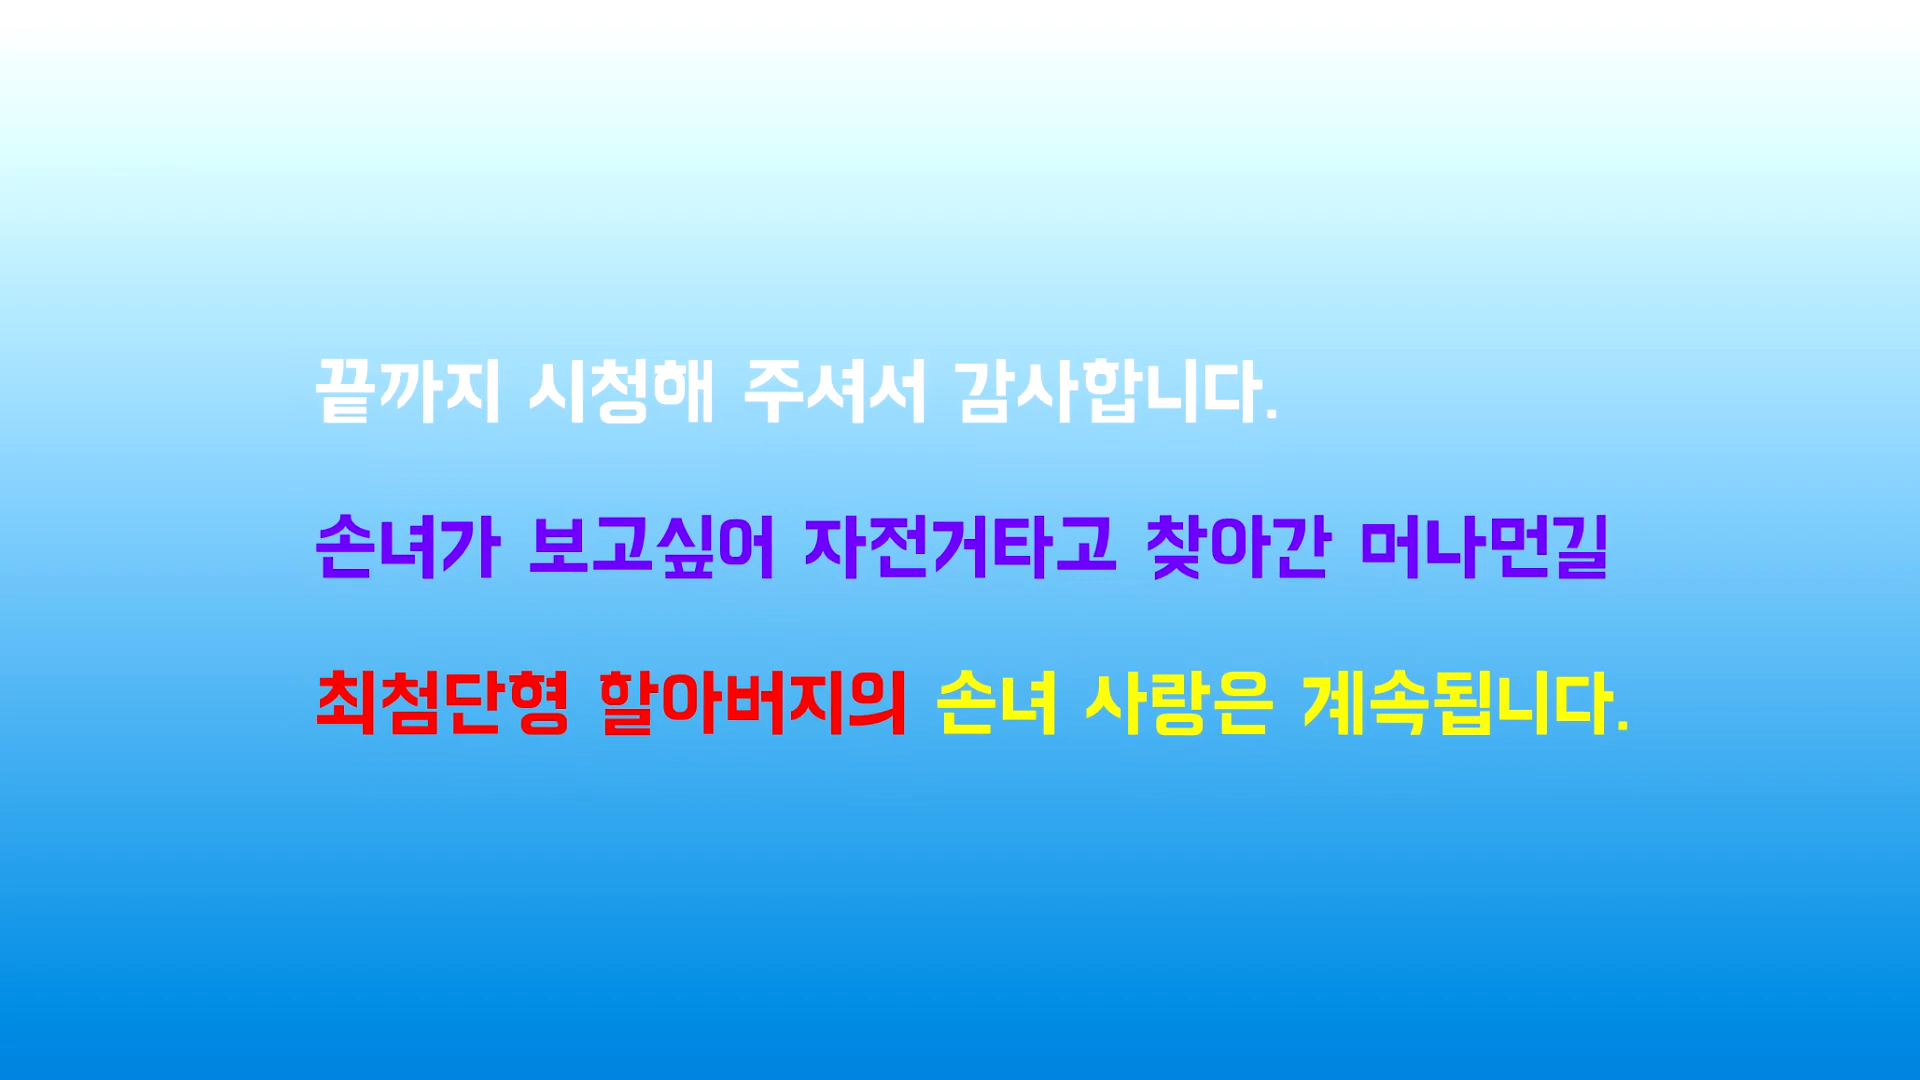 끝까지 시청해 주셔서 감사합니다.
손녀가 보고싶어 자전거타고 찾아간 머나먼길
최첨단형 할아버지의 손녀 사랑은 계속됩니다.